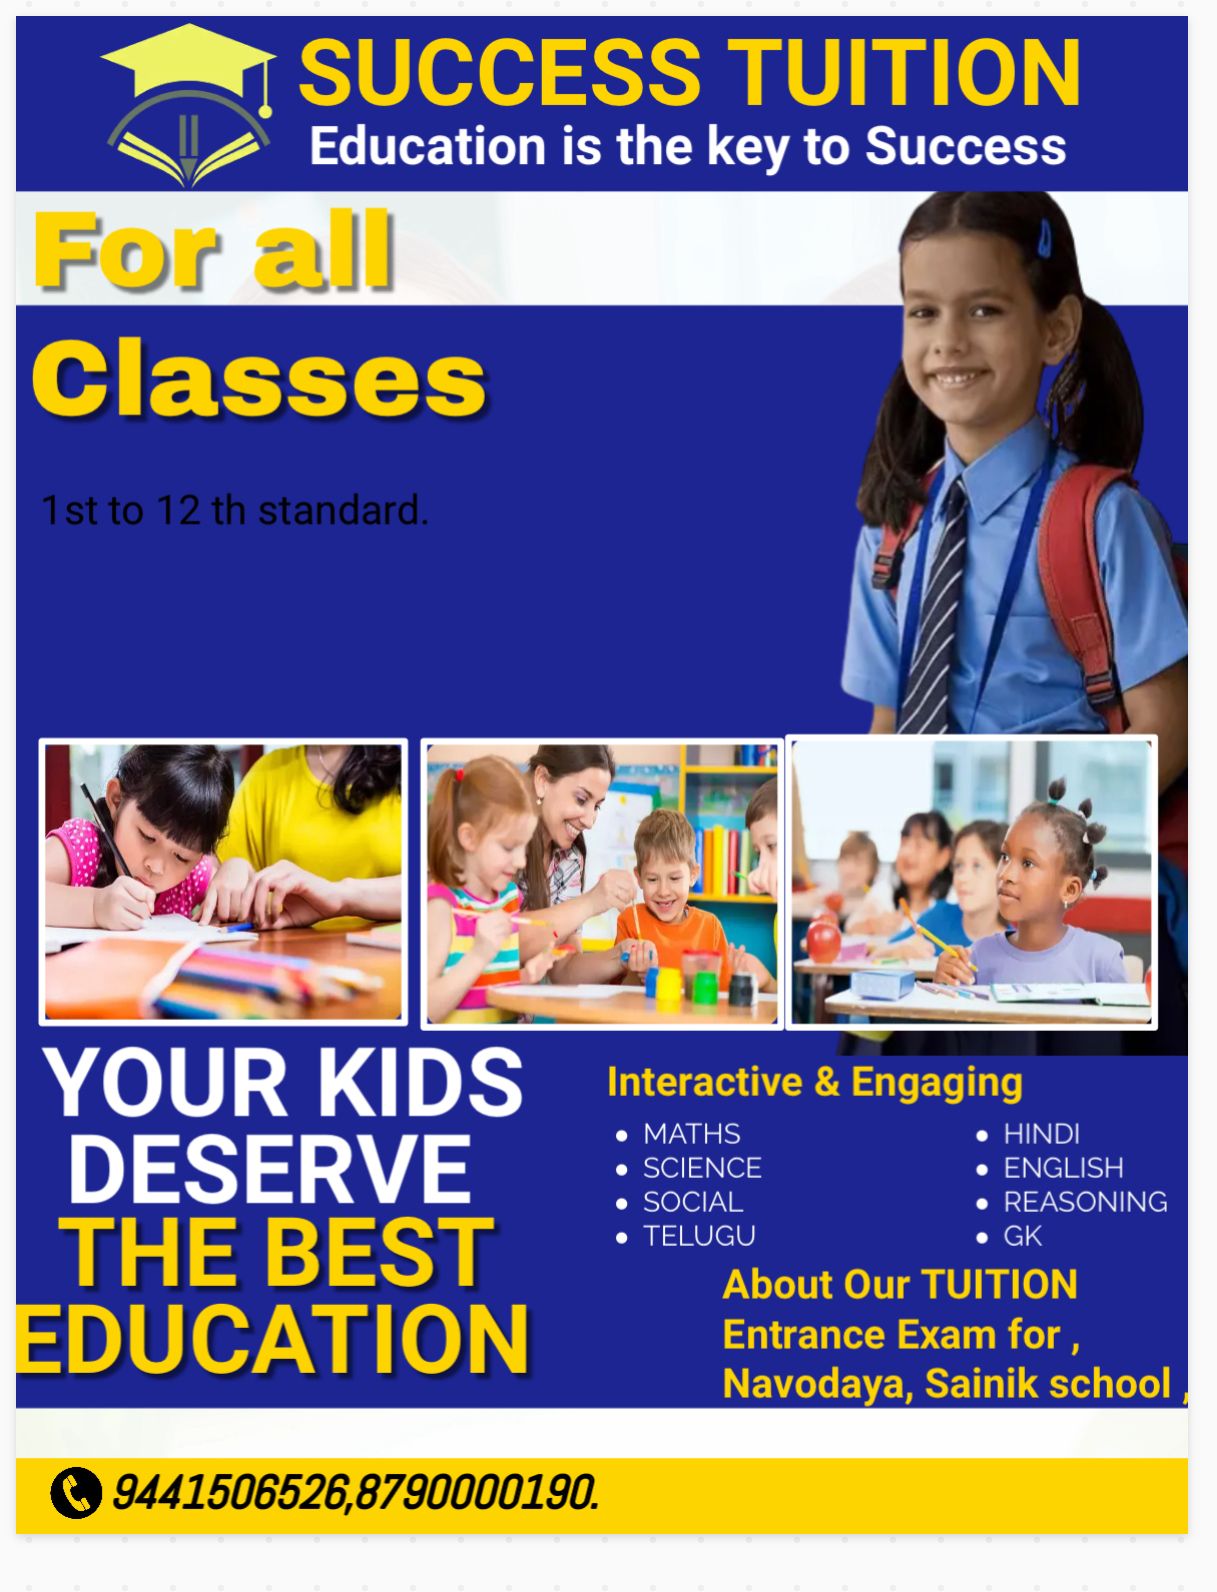 SUCCESS TUITION
Education is the key to Success
For all
Classes
1st to 12 th standard.
YOUR KIDS
DESERVE
THE BEST
EDUCATION
Interactive & Engaging
• MATHS
• SCIENCE
• SOCIAL
• TELUGU
• HINDI
• ENGLISH
• REASONING
• GK
About Our TUITION
Entrance Exam for ,
Navodaya, Sainik school ,
9441506526,8790000190.